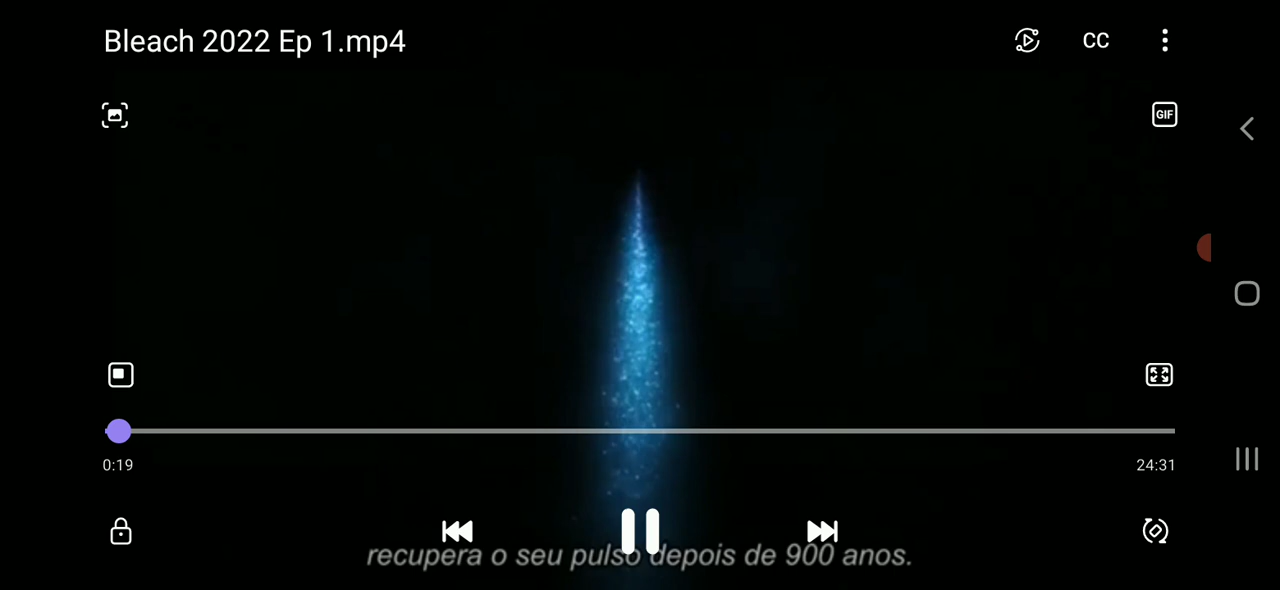 Bleach 2022 Ep 1.mp4
CC
GIF
0:19
24:31
recupera o seu pulso depois de 900 anos.